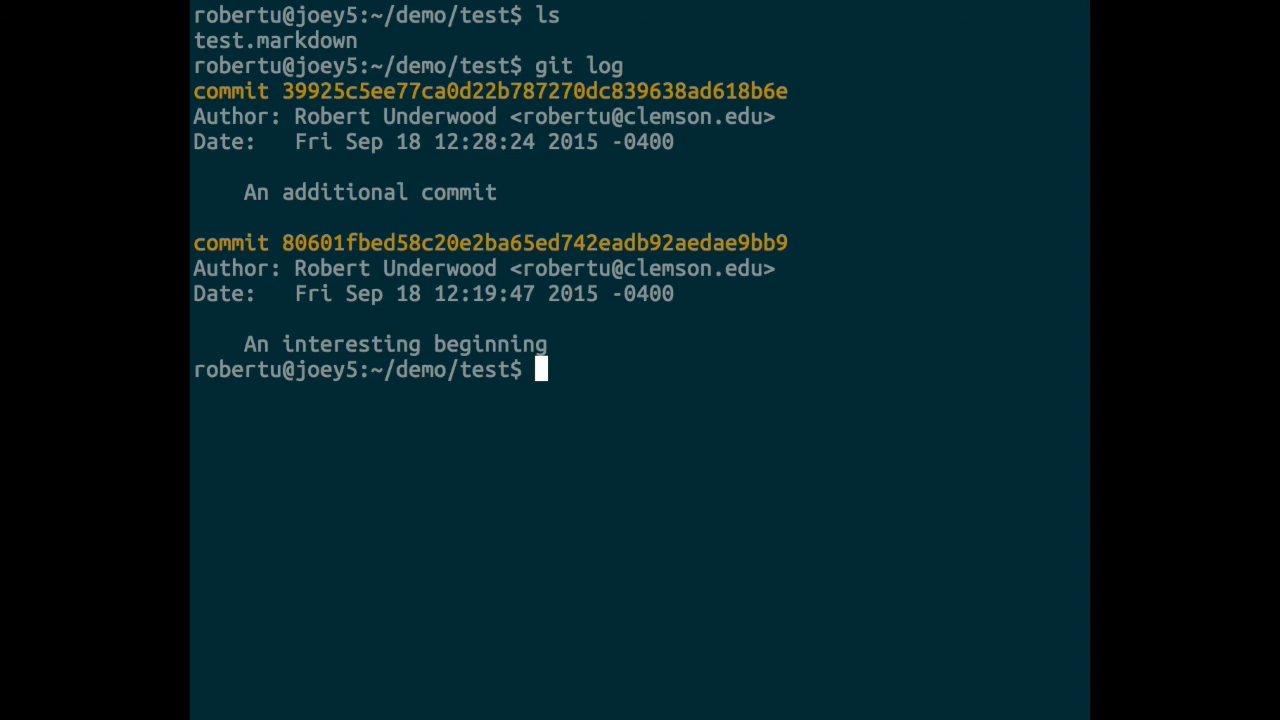 robertu@joey5:~/demo/test$ ls
test.markdown
robertu@joey5:~/demo/test$ git log
commit 39925c5ee77ca0d22b787270dc839638ad618b6e
Author: Robert Underwood <robertu@clemson.edu>
Date:   Fri Sep 18 12:28:24 2015 -0400
    An additional commit
commit 80601fbed58c20e2ba65ed742eadb92aedae9bb9
Author: Robert Underwood <robertu@clemson.edu>
Date:   Fri Sep 18 12:19:47 2015 -0400
    An interesting beginning
robertu@joey5:~/demo/test$